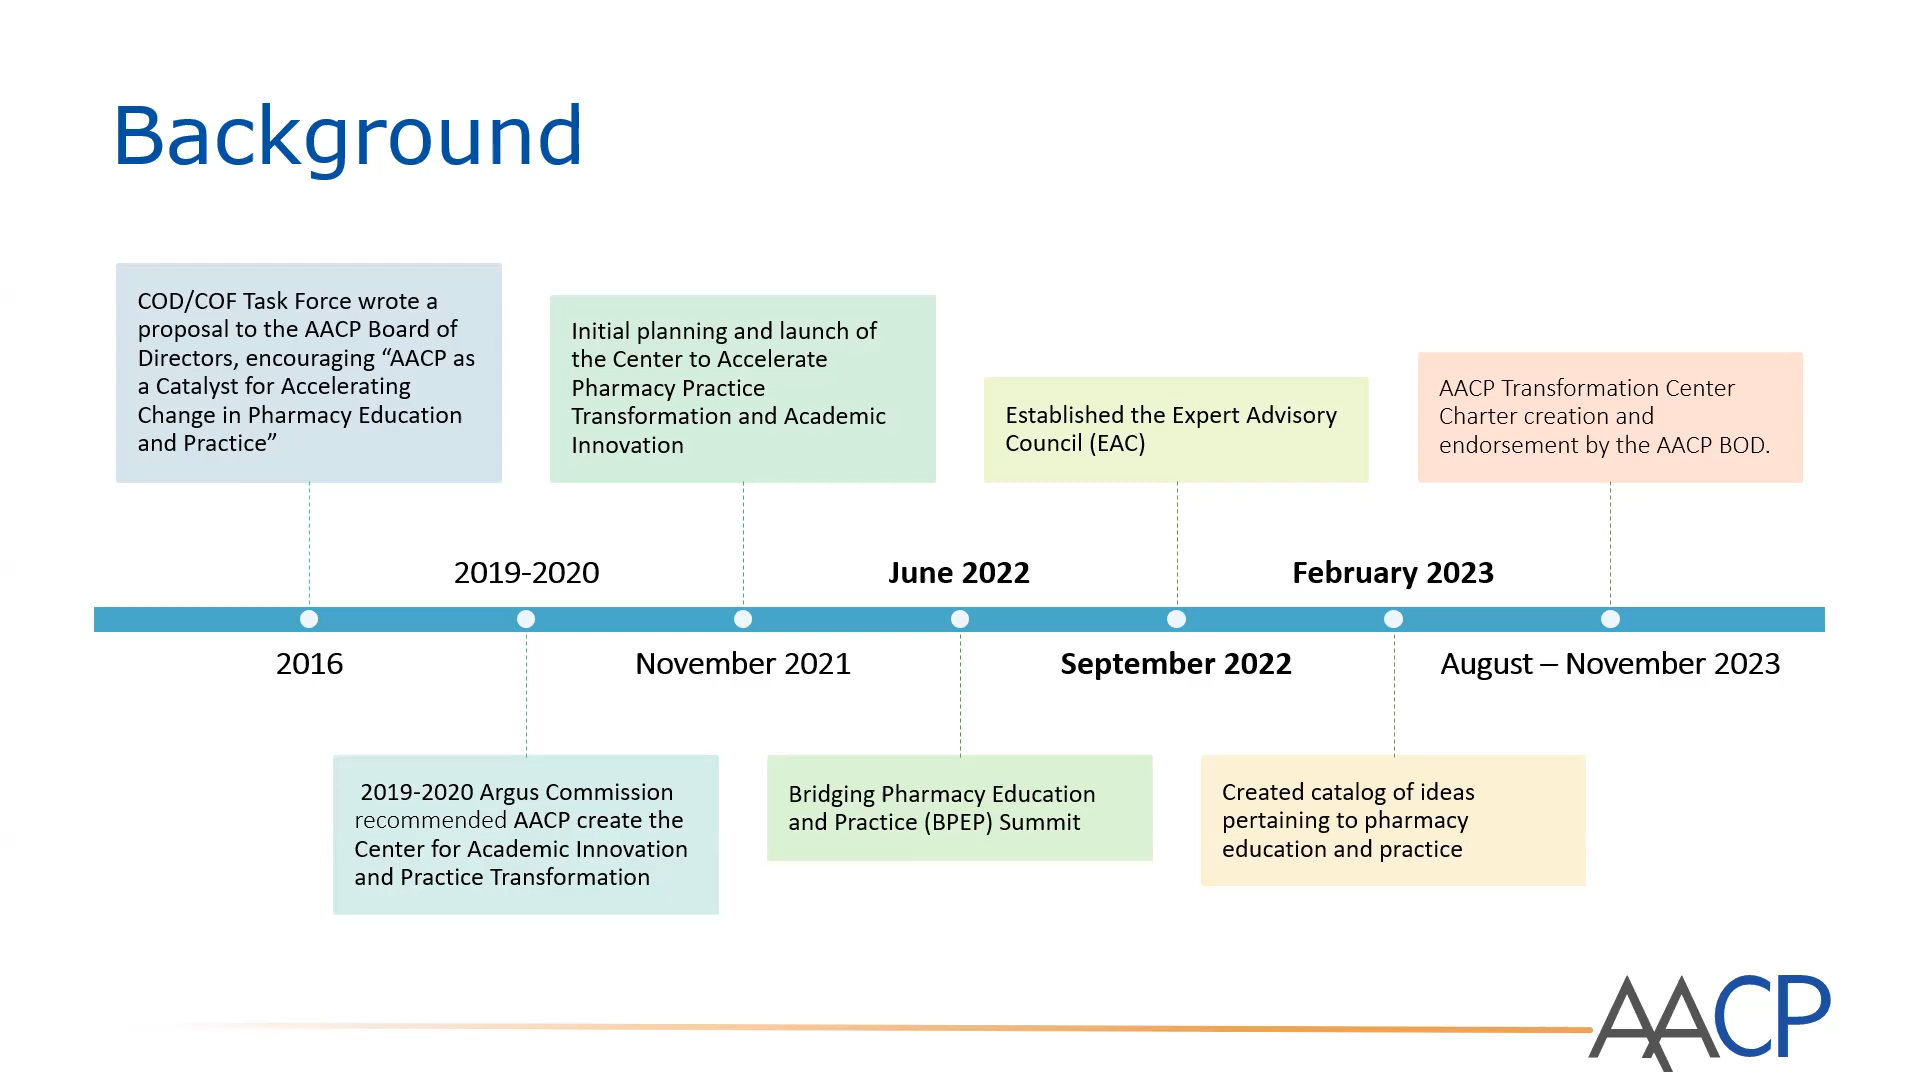 Background
COD/COF Task Force wrote a
proposal to the AACP Board of
Directors, encouraging “AACP as
a Catalyst for Accelerating
Change in Pharmacy Education
and Practice”
Initial planning and launch of
the Center to Accelerate
Pharmacy Practice
Transformation and Academic
Innovation
Established the Expert Advisory
Council (EAC)
AACP Transformation Center
Charter creation and
endorsement by the AACP BOD.
2019-2020
June 2022
February 2023
2016
November 2021
September 2022
August – November 2023
2019-2020 Argus Commission
recommended AACP create the
Center for Academic Innovation
and Practice Transformation
Bridging Pharmacy Education
and Practice (BPEP) Summit
Created catalog of ideas
pertaining to pharmacy
education and practice
AACP